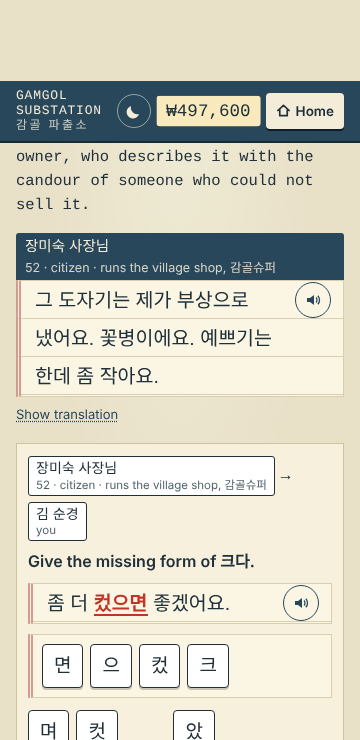 GAMGOL
SUBSTATION
감골 파출소
₩497,600
Home
owner, who describes it with the
candour of someone who could not
sell it.
장미숙 사장님
52 · citizen · runs the village shop, 감골슈퍼
그 도자기는 제가 부상으로
냈어요. 꽃병이에요. 예쁘기는
한데 좀 작아요.
Show translation
장미숙 사장님
52 · citizen · runs the village shop, 감골슈퍼
→
김 순경
you
Give the missing form of 크다.
좀 더 컸으면 좋겠어요.
면 으 컸 크
며 컷 았